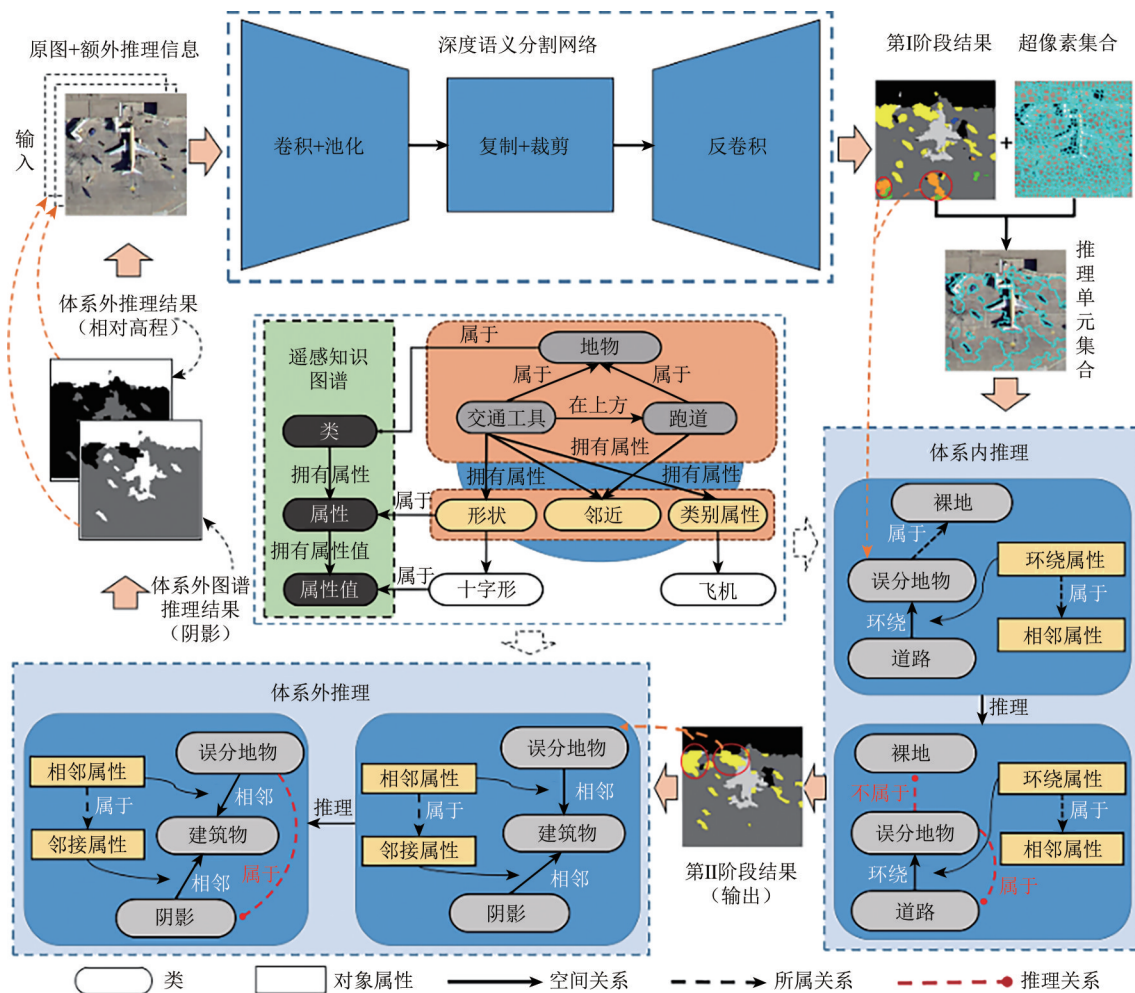 原图+额外推理信息
输入
深度语义分割网络
卷积+池化
复制+裁剪
反卷积
第I阶段结果
超像素集合
+
推理单元集合
体系外推理结果
（相对高程）
体系外图谱
推理结果
（阴影）
遥感知识
图谱
类
拥有属性
属性
拥有属性值
属性值
属于
地物
属于
属于
交通工具
在上方
跑道
拥有属性
拥有属性
拥有属性
属于
形状
邻近
类别属性
属于
十字形
飞机
体系内推理
裸地
属于
误分地物
环绕
道路
环绕属性
属于
相邻属性
推理
裸地
不属于
误分地物
环绕
属于
道路
环绕属性
属于
相邻属性
第II阶段结果
（输出）
体系外推理
误分地物
相邻属性
相邻
属于
建筑物
邻接属性
相邻
属于
阴影
推理
误分地物
相邻属性
相邻
属于
建筑物
邻接属性
相邻
阴影
类
对象属性
空间关系
所属关系
推理关系